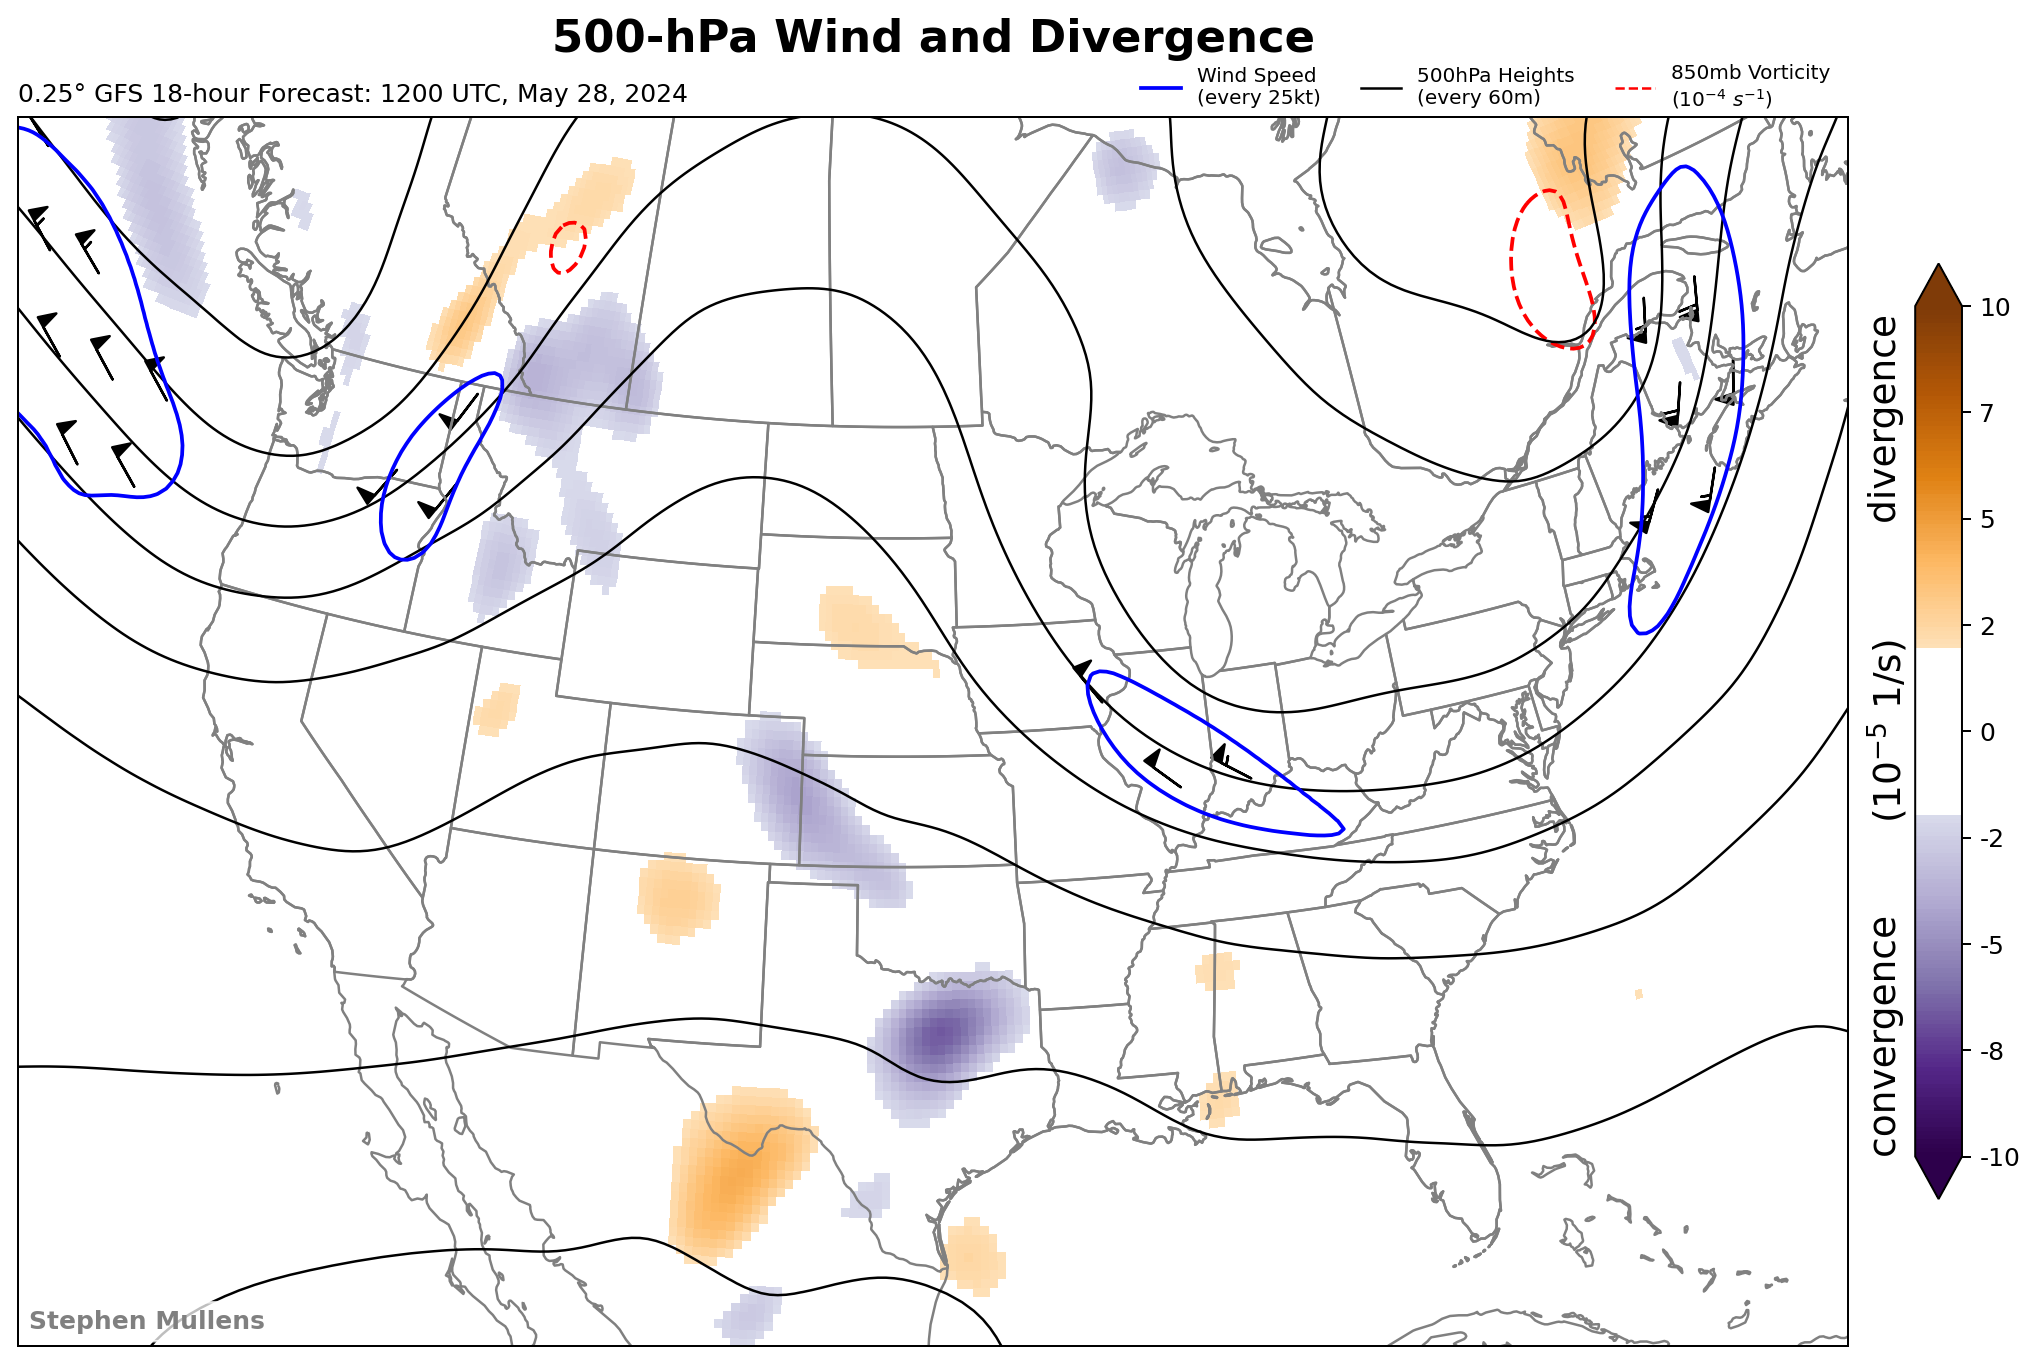 500-hPa Wind and Divergence
0.25° GFS 18-hour Forecast: 1200 UTC, May 28, 2024
Wind Speed
(every 25kt)
500hPa Heights
(every 60m)
850mb Vorticity
(10⁻⁴ s⁻¹)
10
7
5
2
0
-2
-5
-8
-10
convergence (10⁻⁵ 1/s) divergence
Stephen Mullens